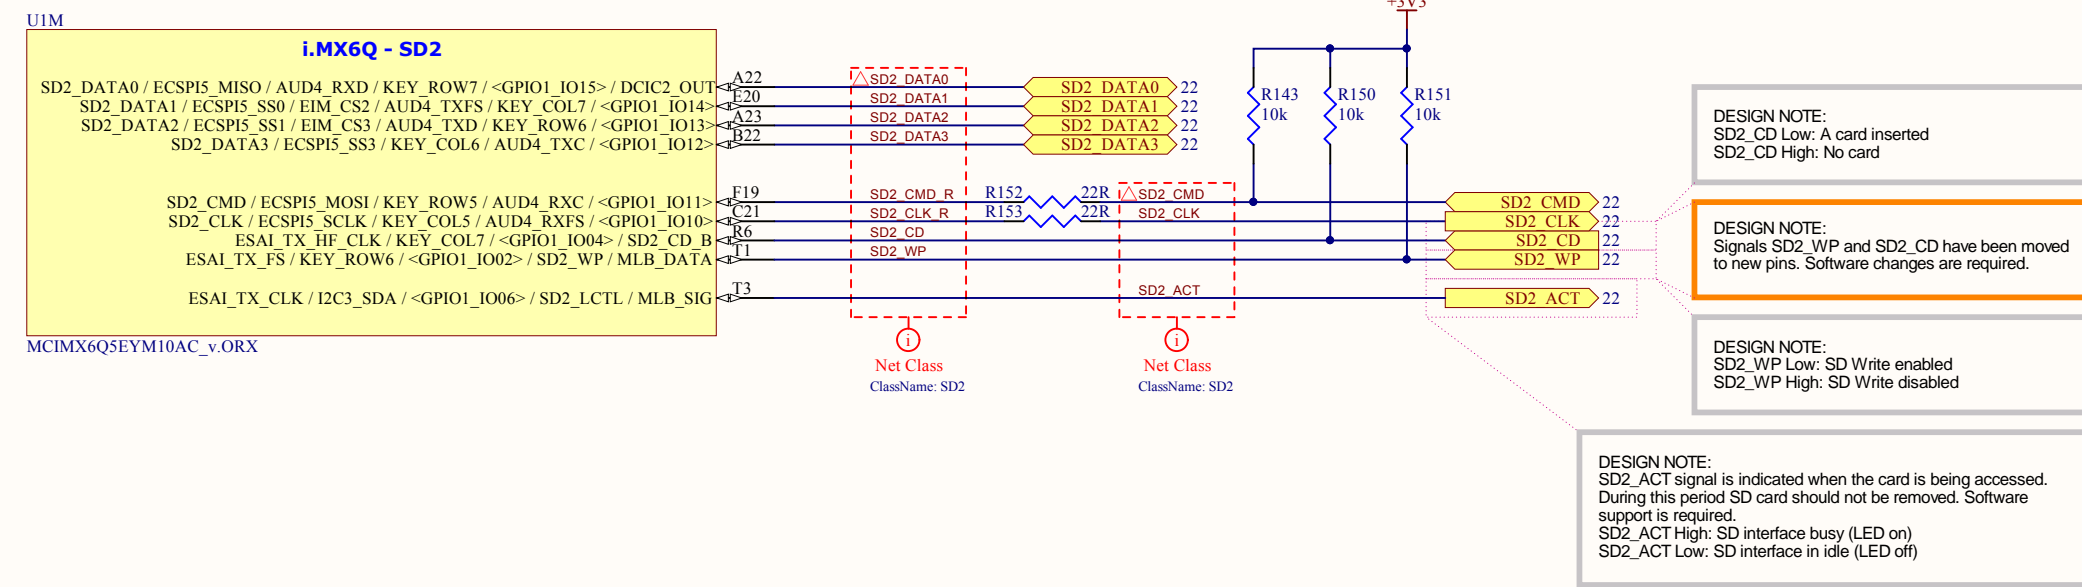 U1M
i.MX6Q - SD2
SD2_DATA0 / ECSPI5_MISO / AUD4_RXD / KEY_ROW7 / <GPIO1_IO15> / DCIC2_OUT
SD2_DATA1 / ECSPI5_SS0 / EIM_CS2 / AUD4_TXFS / KEY_COL7 / <GPIO1_IO14>
SD2_DATA2 / ECSPI5_SS1 / EIM_CS3 / AUD4_TXD / KEY_ROW6 / <GPIO1_IO13>
SD2_DATA3 / ECSPI5_SS3 / KEY_COL6 / AUD4_TXC / <GPIO1_IO12>
SD2_CMD / ECSPI5_MOSI / KEY_ROW5 / AUD4_RXC / <GPIO1_IO11>
SD2_CLK / ECSPI5_SCLK / KEY_COL5 / AUD4_RXFS / <GPIO1_IO10>
ESAI_TX_HF_CLK / KEY_COL7 / <GPIO1_IO04> / SD2_CD_B
ESAI_TX_FS / KEY_ROW6 / <GPIO1_IO02> / SD2_WP / MLB_DATA
ESAI_TX_CLK / I2C3_SDA / <GPIO1_IO06> / SD2_LCTL / MLB_SIG
MCIMX6Q5EYM10AC_v.ORX
A22
E20
A23
B22
F19
C21
R6
T1
T3
SD2_DATA0
SD2_DATA1
SD2_DATA2
SD2_DATA3
SD2_CMD_R
SD2_CLK_R
SD2_CD
SD2_WP
i
Net Class
ClassName: SD2
R152 22R
R153 22R
SD2_CMD
SD2_CLK
SD2_ACT
i
Net Class
ClassName: SD2
SD2_DATA0 22
SD2_DATA1 22
SD2_DATA2 22
SD2_DATA3 22
+3V3
R143
10k
R150
10k
R151
10k
SD2_CMD 22
SD2_CLK 22
SD2_CD 22
SD2_WP 22
SD2_ACT 22
DESIGN NOTE:
SD2_CD Low: A card inserted
SD2_CD High: No card
DESIGN NOTE:
Signals SD2_WP and SD2_CD have been moved
to new pins. Software changes are required.
DESIGN NOTE:
SD2_WP Low: SD Write enabled
SD2_WP High: SD Write disabled
DESIGN NOTE:
SD2_ACT signal is indicated when the card is being accessed.
During this period SD card should not be removed. Software
support is required.
SD2_ACT High: SD interface busy (LED on)
SD2_ACT Low: SD interface in idle (LED off)